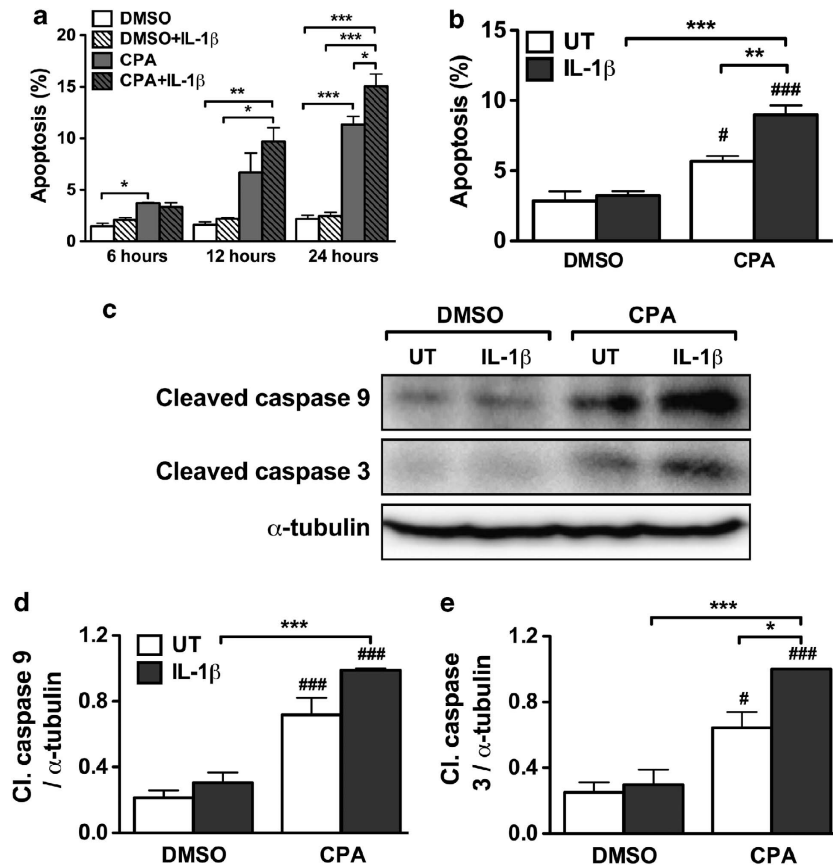 a
DMSO
DMSO+IL-1β
CPA
CPA+IL-1β
Apoptosis (%)
20
15
10
5
0
*
**
*
***
***
*
***
6 hours
12 hours
24 hours
b
UT
IL-1β
Apoptosis (%)
15
10
5
0
***
**
#
###
DMSO
CPA
c
DMSO
CPA
UT
IL-1β
UT
IL-1β
Cleaved caspase 9
Cleaved caspase 3
α-tubulin
d
UT
IL-1β
Cl. caspase 9
/ α-tubulin
1.2
0.8
0.4
0.0
***
###
###
DMSO
CPA
e
Cl. caspase
3 / α-tubulin
1.2
0.8
0.4
0.0
***
*
#
###
DMSO
CPA